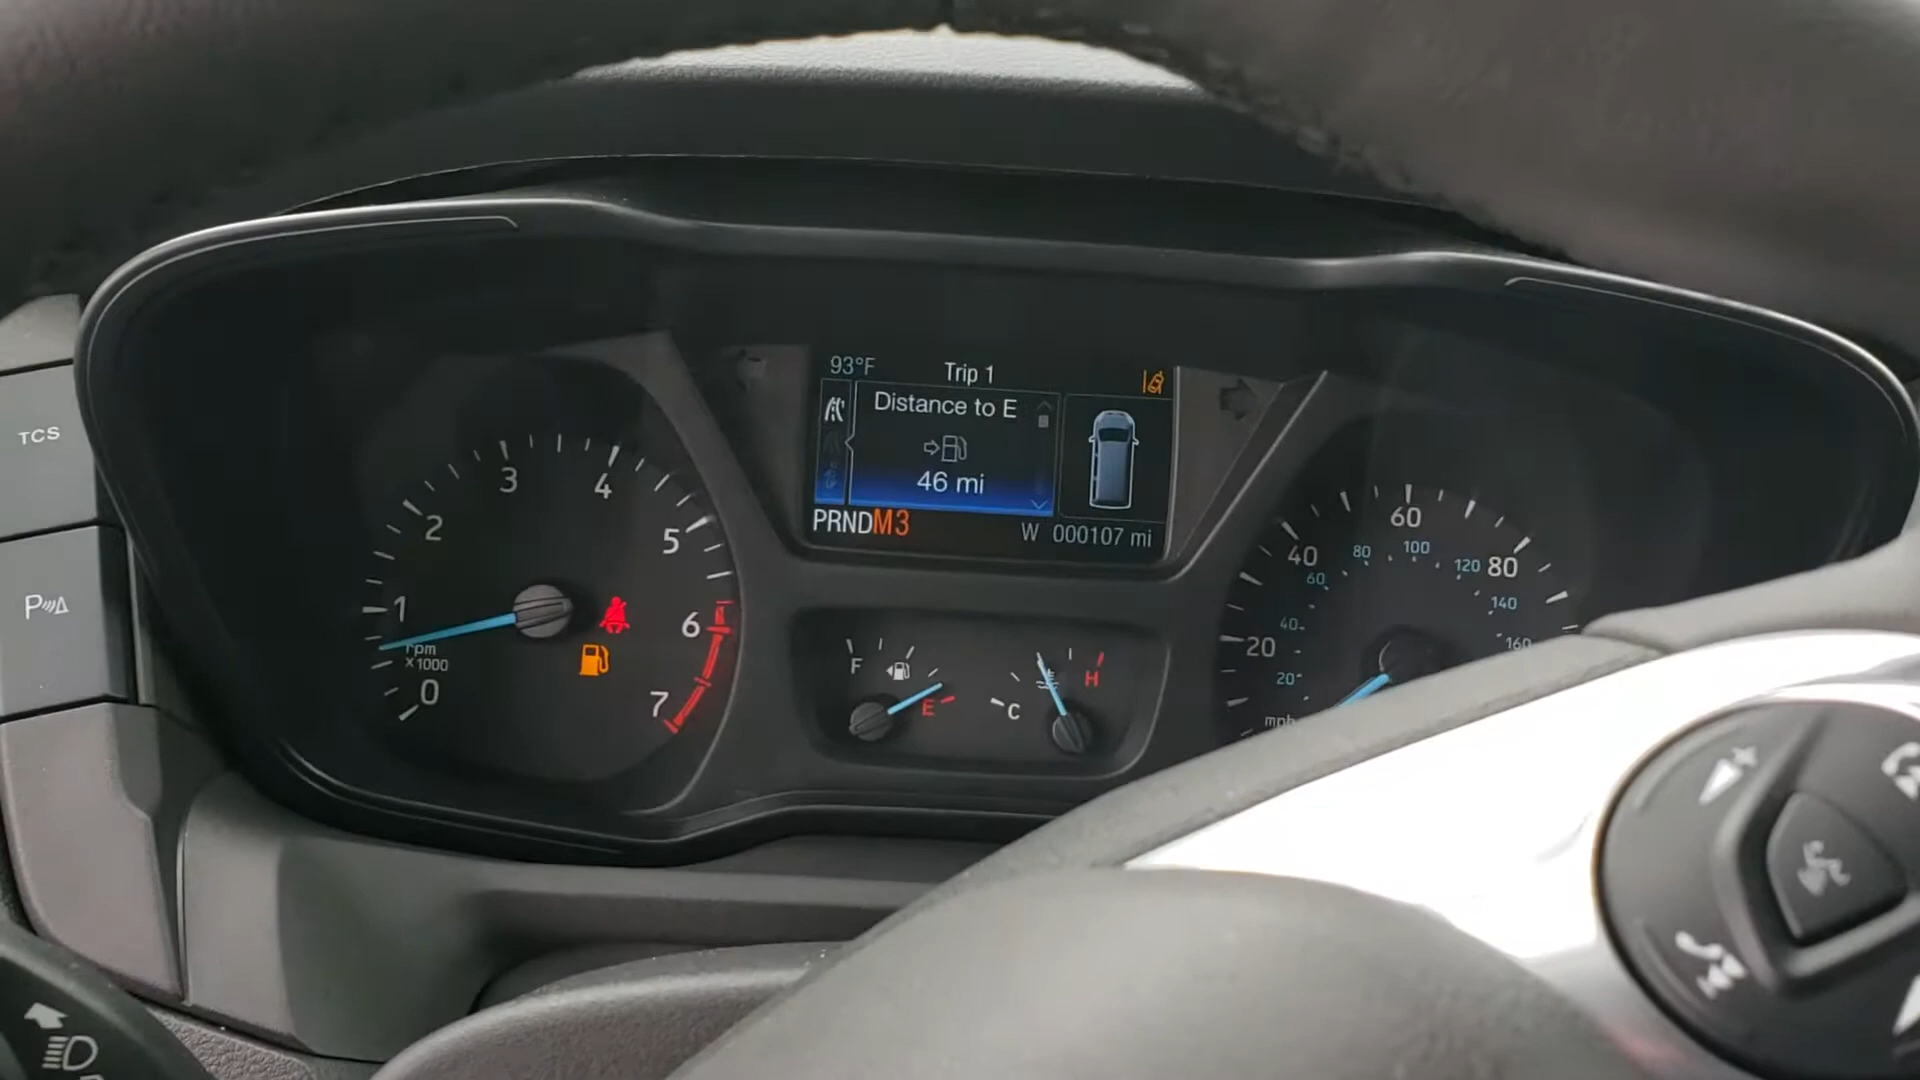 TCS
P
93°F
Trip 1
Distance to E
46 mi
PRNDM3
W 000107 mi
0
1
2
3
4
5
6
7
rpm
x1000
F
E
C
H
20
40
60
80
20
40
60
80
100
120
140
160
mph